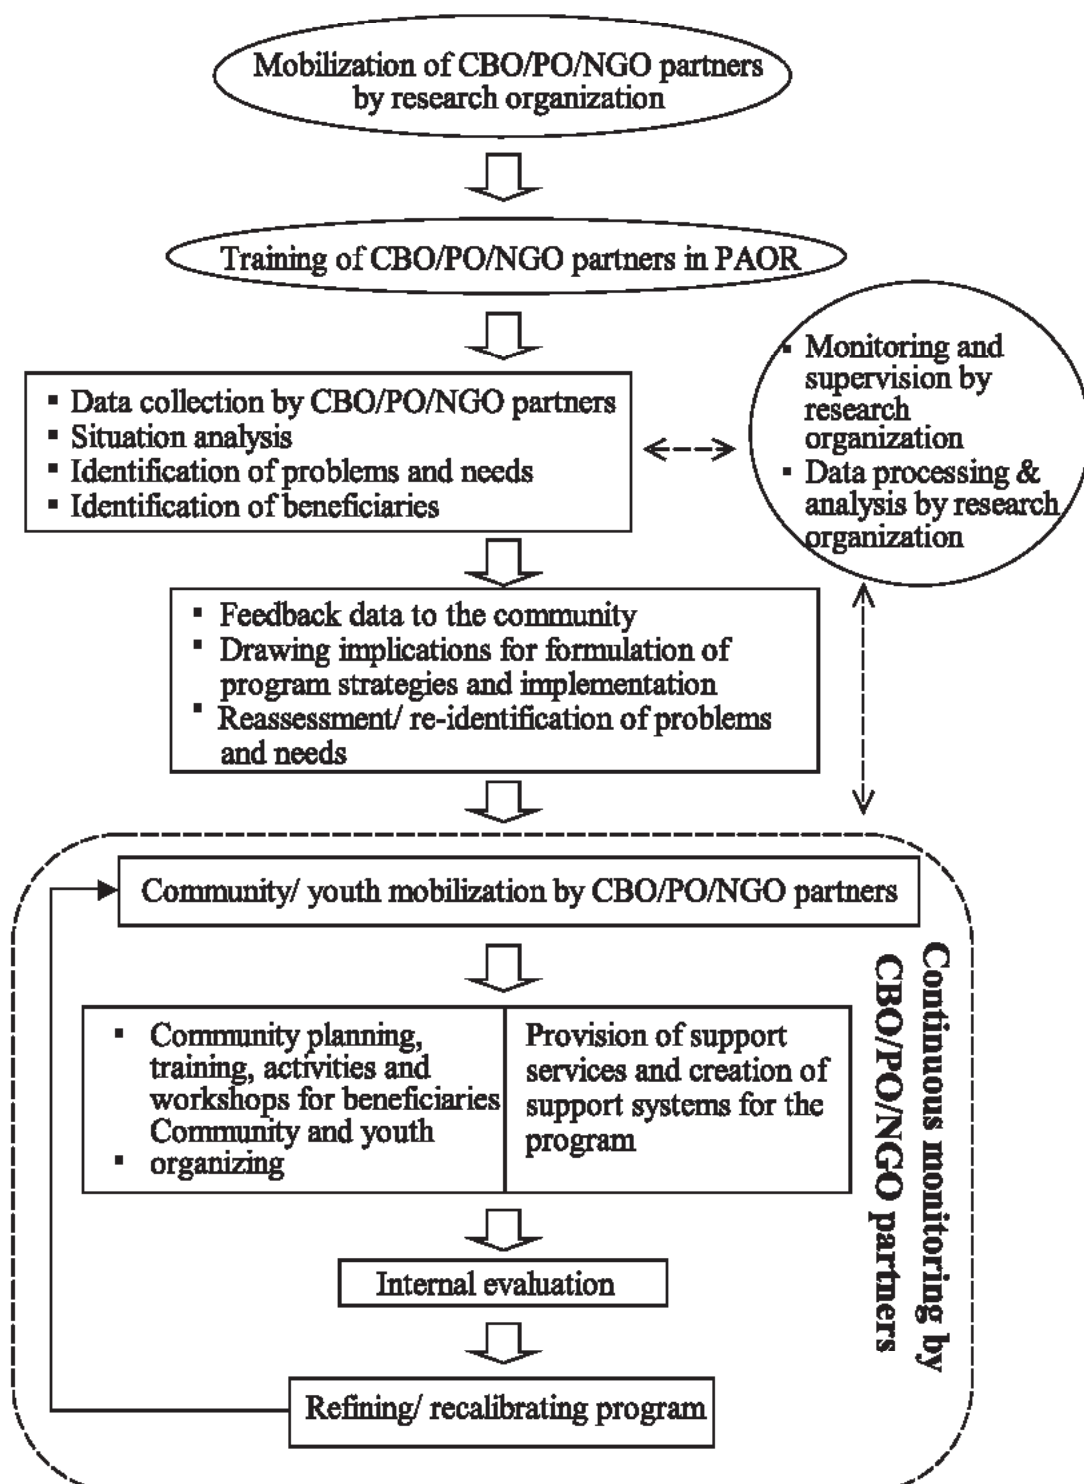 Mobilization of CBO/PO/NGO partners
by research organization
Training of CBO/PO/NGO partners in PAOR
▪ Data collection by CBO/PO/NGO partners
▪ Situation analysis
▪ Identification of problems and needs
▪ Identification of beneficiaries
▪ Monitoring and
supervision by
research
organization
▪ Data processing &
analysis by research
organization
▪ Feedback data to the community
▪ Drawing implications for formulation of
program strategies and implementation
▪ Reassessment/ re-identification of problems
and needs
Community/ youth mobilization by CBO/PO/NGO partners
▪ Community planning,
training, activities and
workshops for beneficiaries
Community and youth
▪ organizing
Provision of support
services and creation of
support systems for the
program
Internal evaluation
Refining/ recalibrating program
Continuous monitoring by
CBO/PO/NGO partners